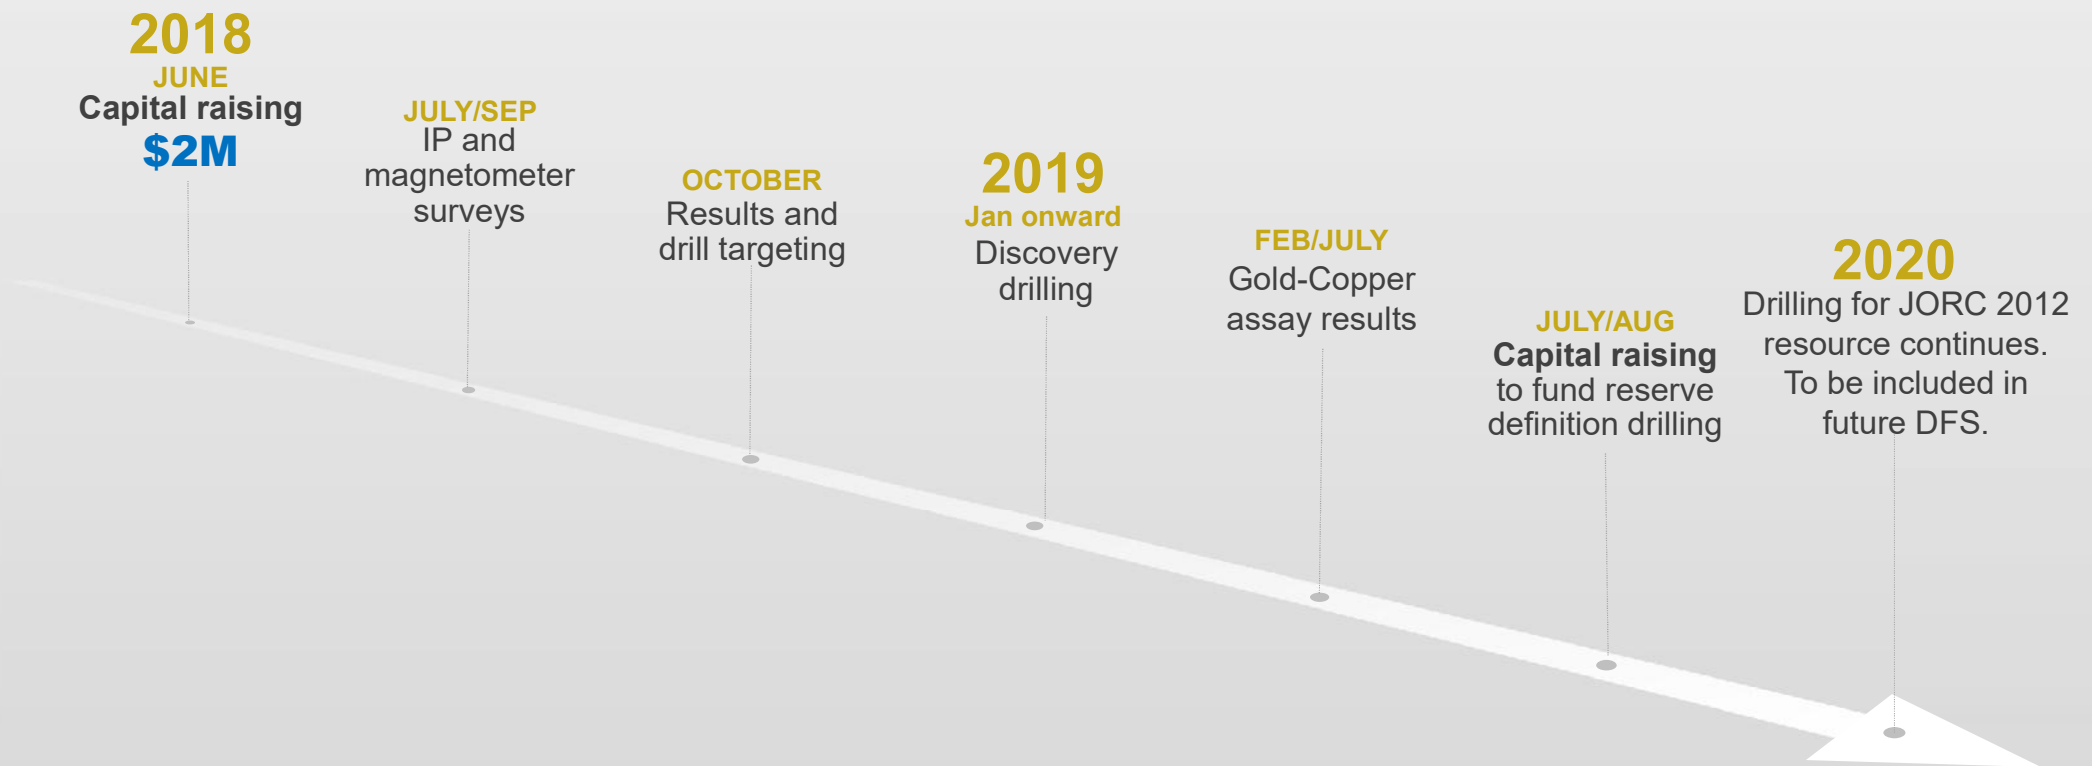 2018
JUNE
Capital raising
$2M
JULY/SEP
IP and
magnetometer
surveys
OCTOBER
Results and
drill targeting
2019
Jan onward
Discovery
drilling
FEB/JULY
Gold-Copper
assay results
JULY/AUG
Capital raising
to fund reserve
definition drilling
2020
Drilling for JORC 2012
resource continues.
To be included in
future DFS.